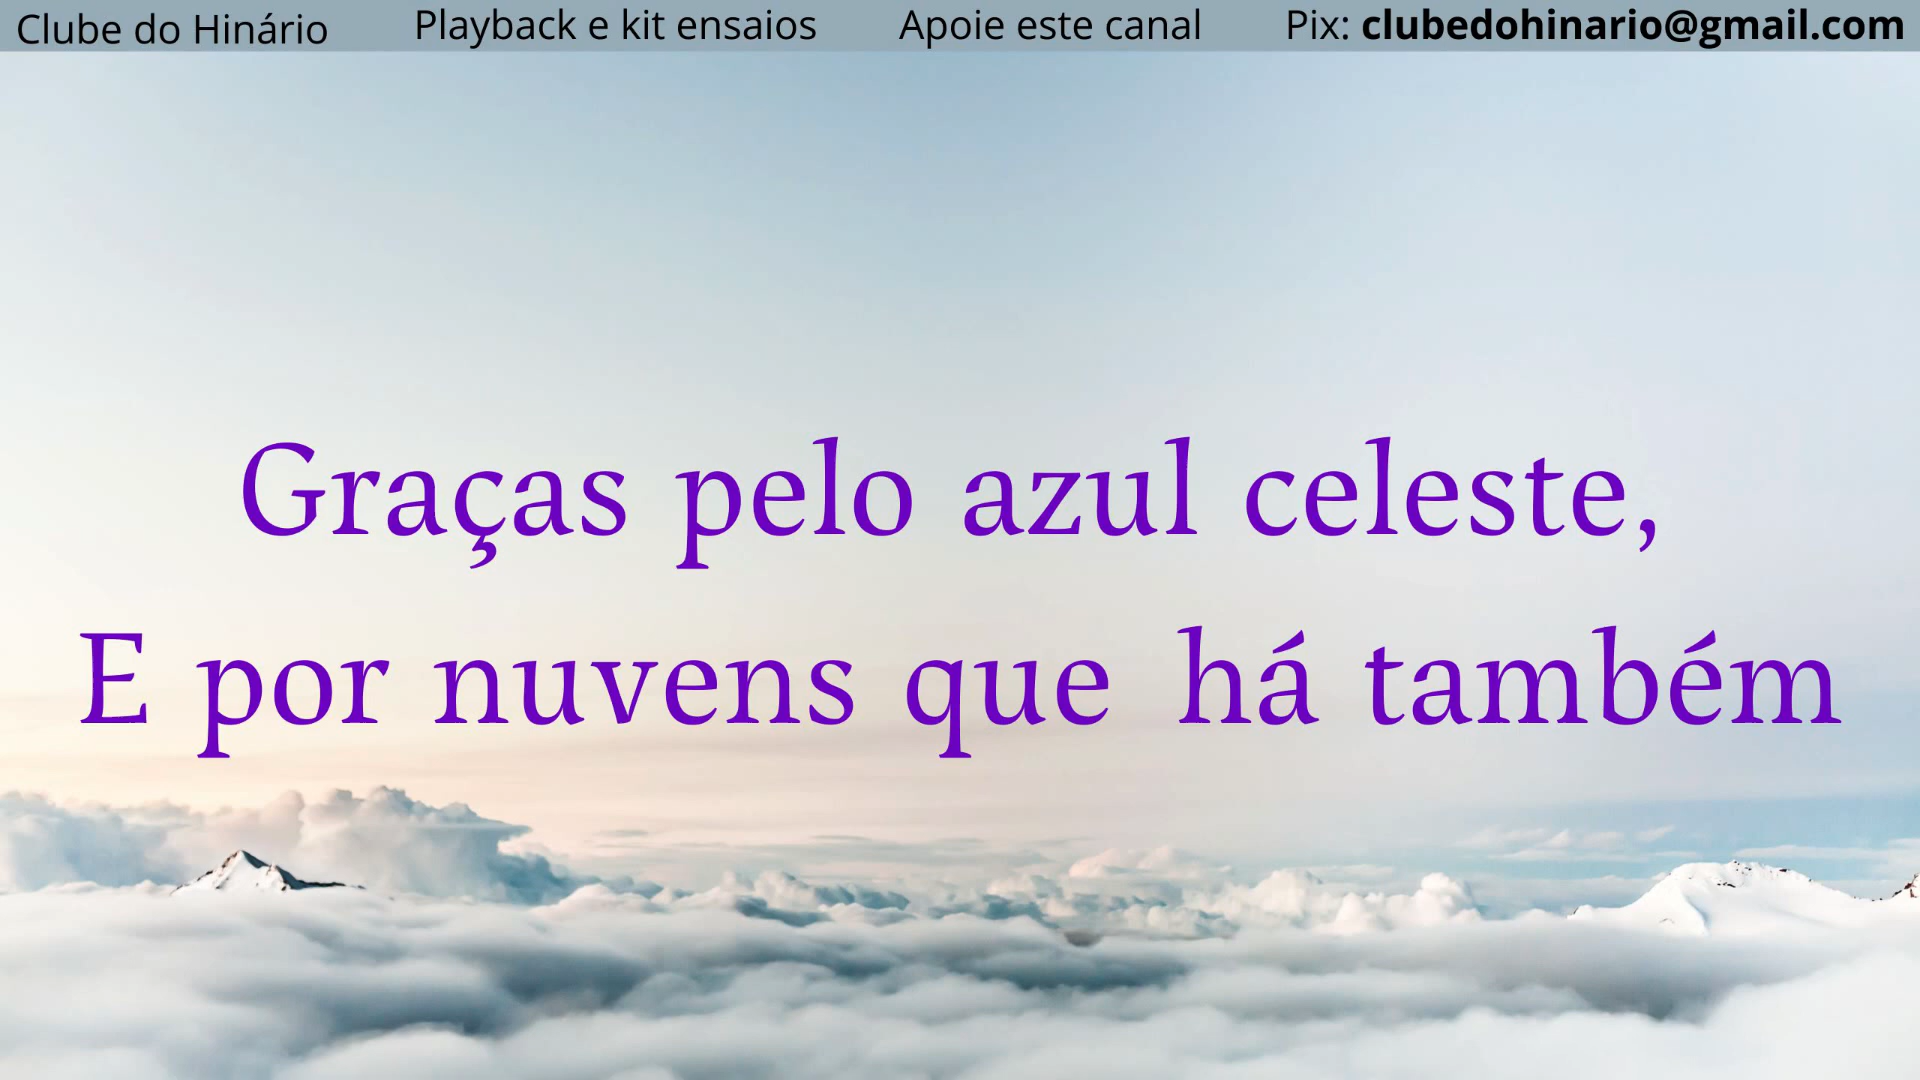 Clube do Hinário Playback e kit ensaios Apoie este canal Pix: clubedohinario@gmail.com
Graças pelo azul celeste,
E por nuvens que há também